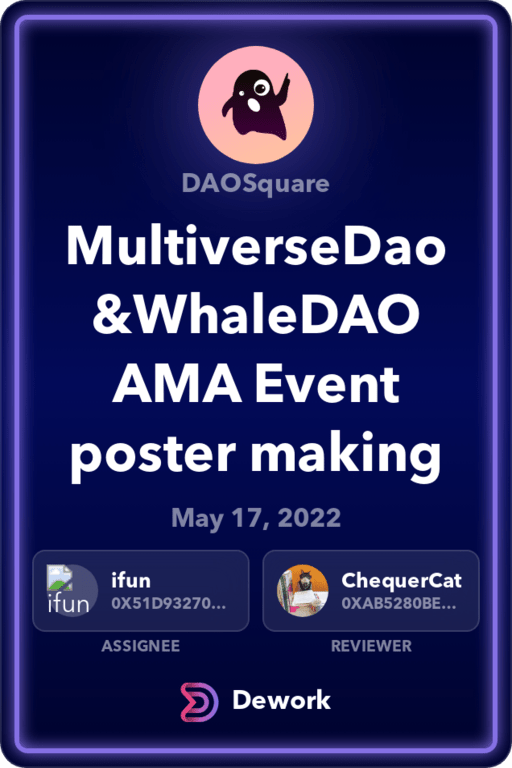 DAOSquare
MultiverseDao
&WhaleDAO
AMA Event
poster making
May 17, 2022
ifun
ifun
0X51D93270...
ChequerCat
0XAB5280BE...
ASSIGNEE
REVIEWER
Dework